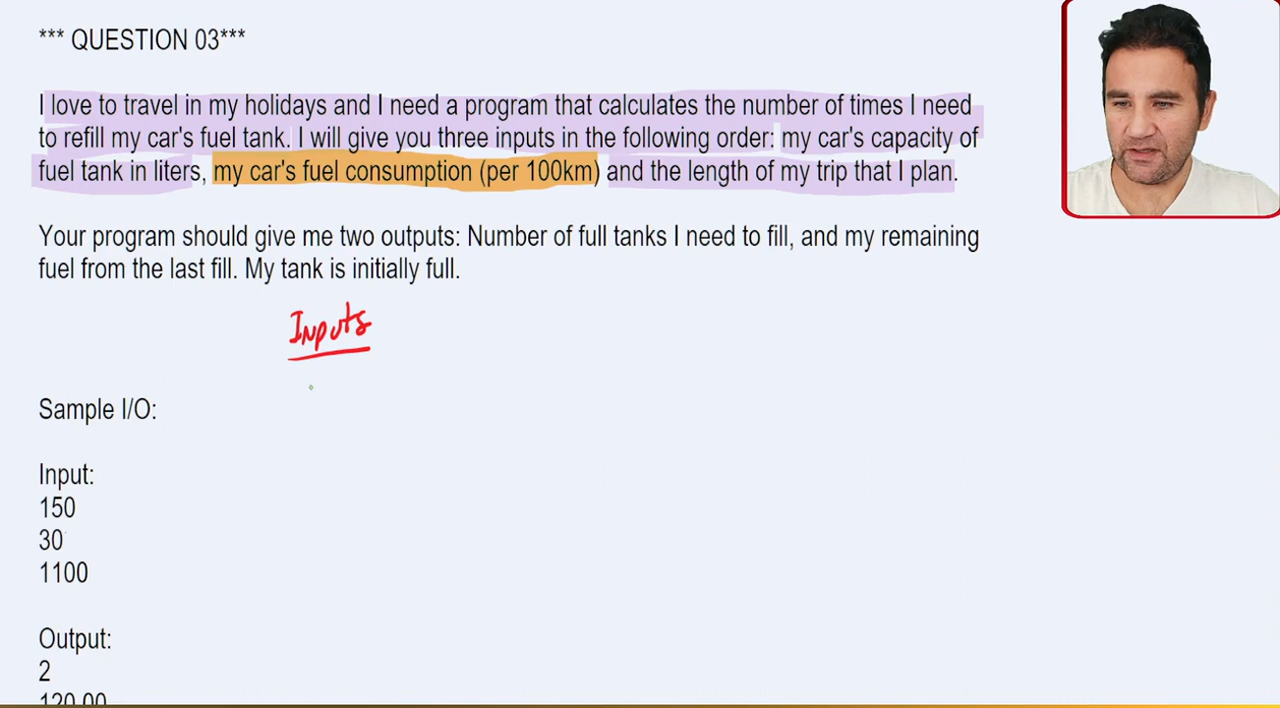 *** QUESTION 03***
I love to travel in my holidays and I need a program that calculates the number of times I need
to refill my car's fuel tank. I will give you three inputs in the following order: my car's capacity of
fuel tank in liters, my car's fuel consumption (per 100km) and the length of my trip that I plan.
Your program should give me two outputs: Number of full tanks I need to fill, and my remaining
fuel from the last fill. My tank is initially full.
Inputs
Sample I/O:
Input:
150
30
1100
Output:
2
120.00